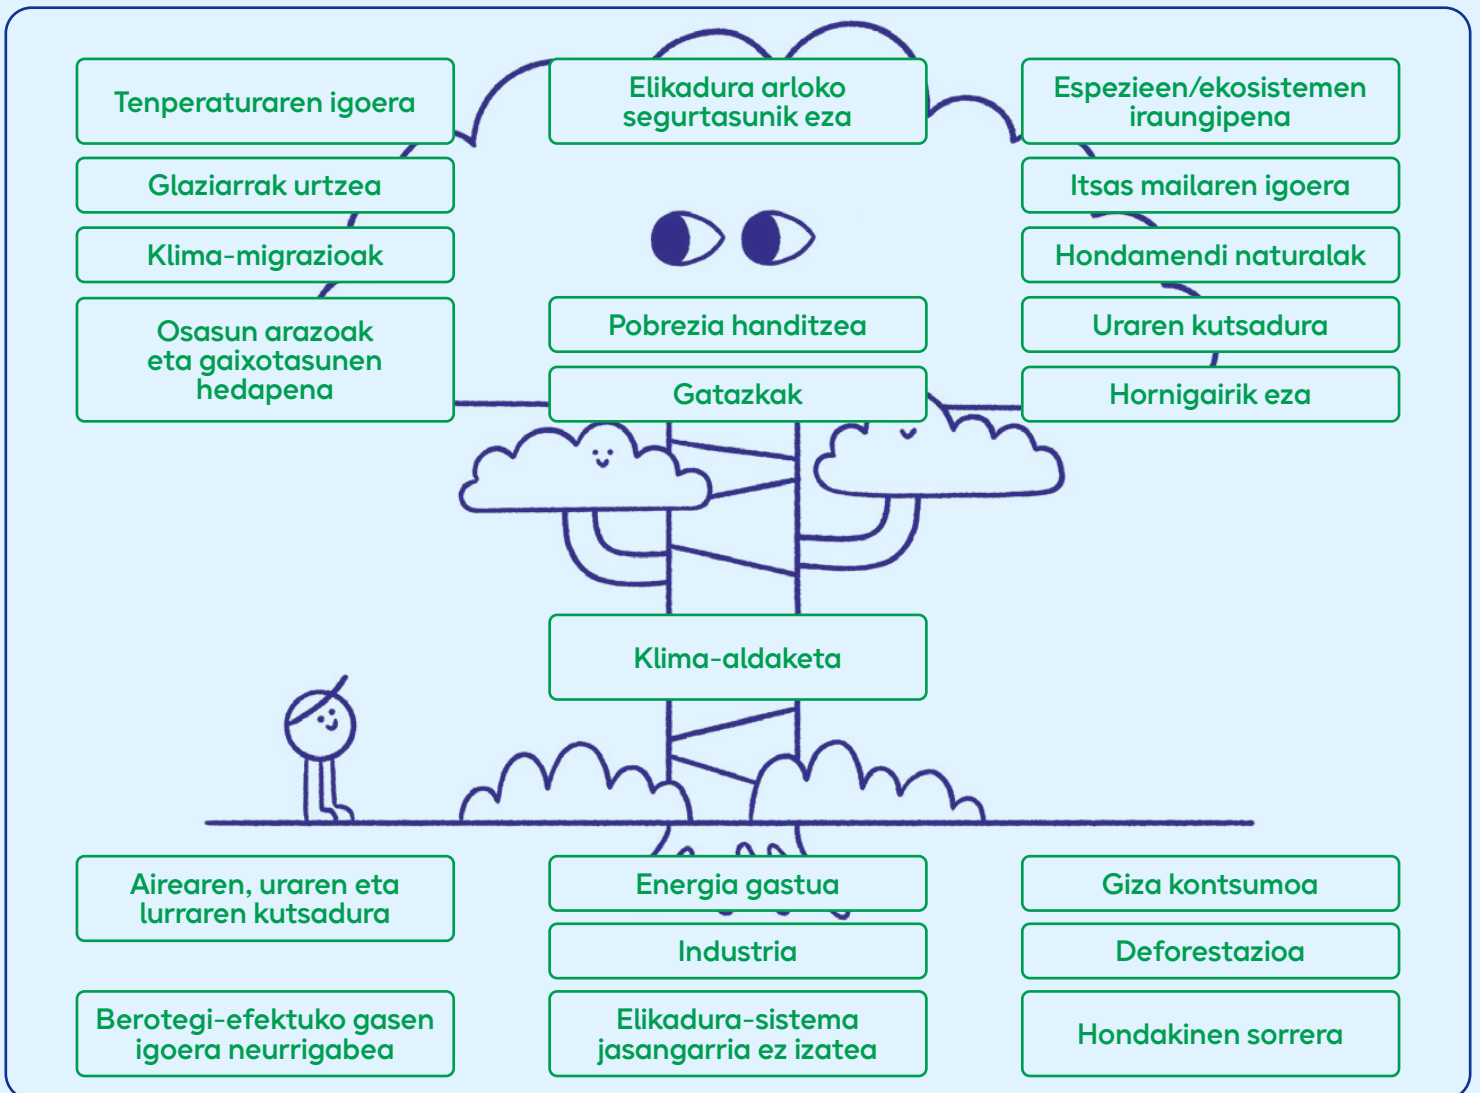 Tenperaturaren igoera
Elikadura arloko
segurtasunik eza
Espezieen/ekosistemen
iraungipena
Glaziarrak urtzea
Itsas mailaren igoera
Klima-migrazioak
Hondamendi naturalak
Osasun arazoak
eta gaixotasunen
hedapena
Pobrezia handitzea
Uraren kutsadura
Gatazkak
Hornigairik eza
Klima-aldaketa
Airearen, uraren eta
lurraren kutsadura
Energia gastua
Giza kontsumoa
Industria
Deforestazioa
Berotegi-efektuko gasen
igoera neurrigabea
Elikadura-sistema
jasangarria ez izatea
Hondakinen sorrera